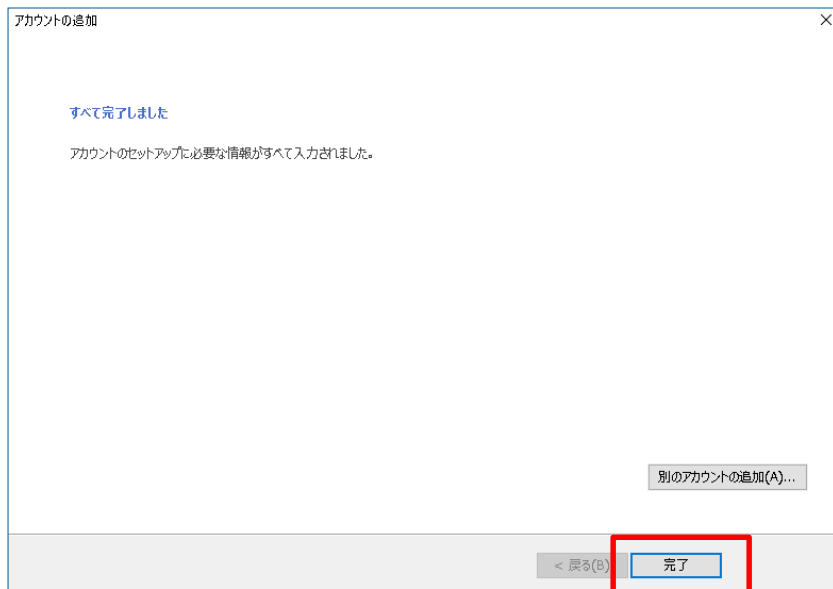 アカウントの追加
すべて完了しました
アカウントのセットアップに必要な情報がすべて入力されました。
別のアカウントの追加(A)...
< 戻る(B)
完了